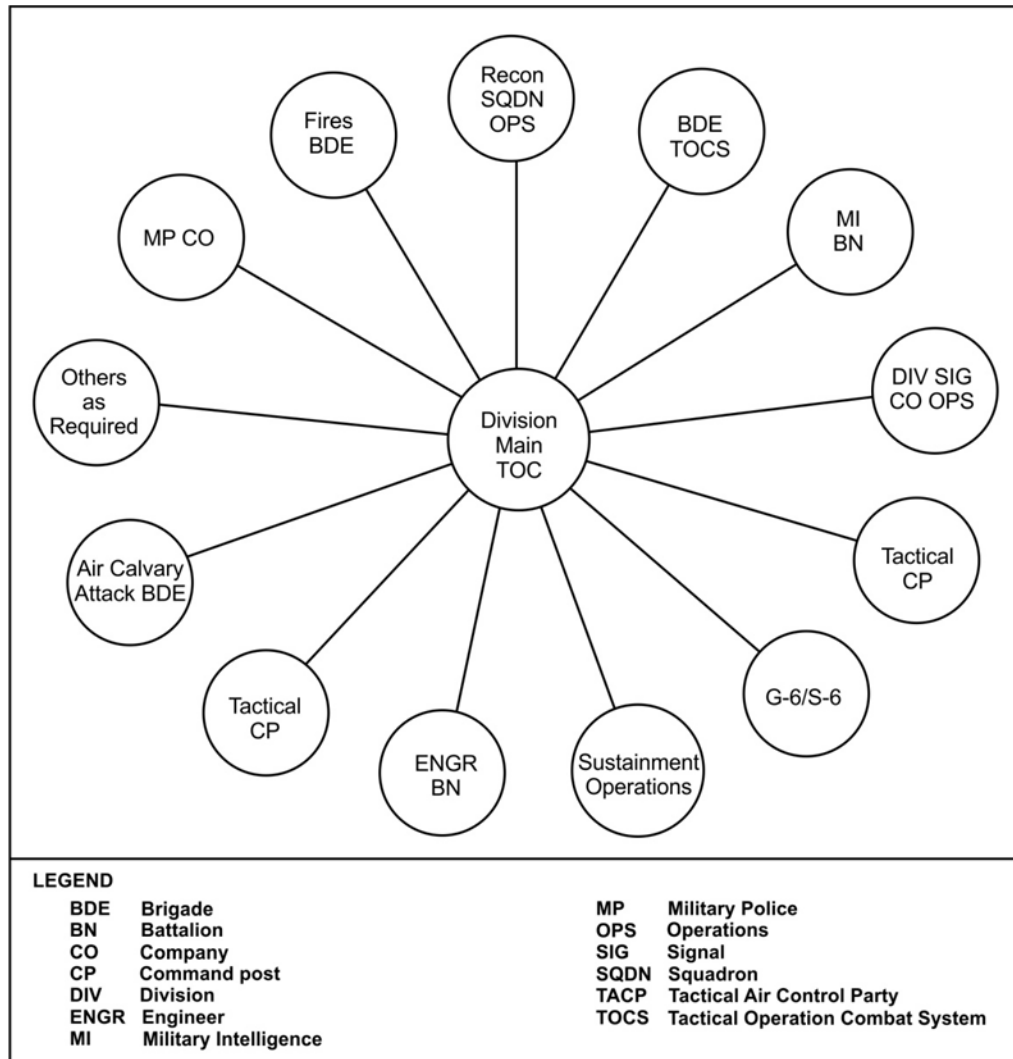 Recon
SQDN
OPS
Fires
BDE
BDE
TOCS
MP CO
MI
BN
Others
as
Required
DIV SIG
CO OPS
Division
Main
TOC
Air Calvary
Attack BDE
Tactical
CP
Tactical
CP
G-6/S-6
ENGR
BN
Sustainment
Operations
LEGEND
BDE Brigade
BN Battalion
CO Company
CP Command post
DIV Division
ENGR Engineer
MI Military Intelligence
MP Military Police
OPS Operations
SIG Signal
SQDN Squadron
TACP Tactical Air Control Party
TOCS Tactical Operation Combat System